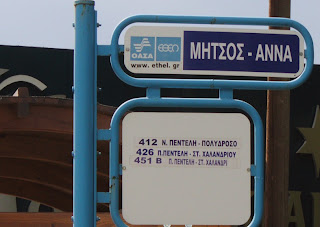 ΟΑΣΑ
ΕΘΕΛ
www.ethel.gr
ΜΗΤΣΟΣ - ΑΝΝΑ
412 Ν. ΠΕΝΤΕΛΗ - ΠΟΛΥΔΡΟΣΟ
426 Π.ΠΕΝΤΕΛΗ - ΣΤ. ΧΑΛΑΝΔΡΙΟΥ
451 Β Π. ΠΕΝΤΕΛΗ - ΣΤ. ΧΑΛΑΝΔΡΙ